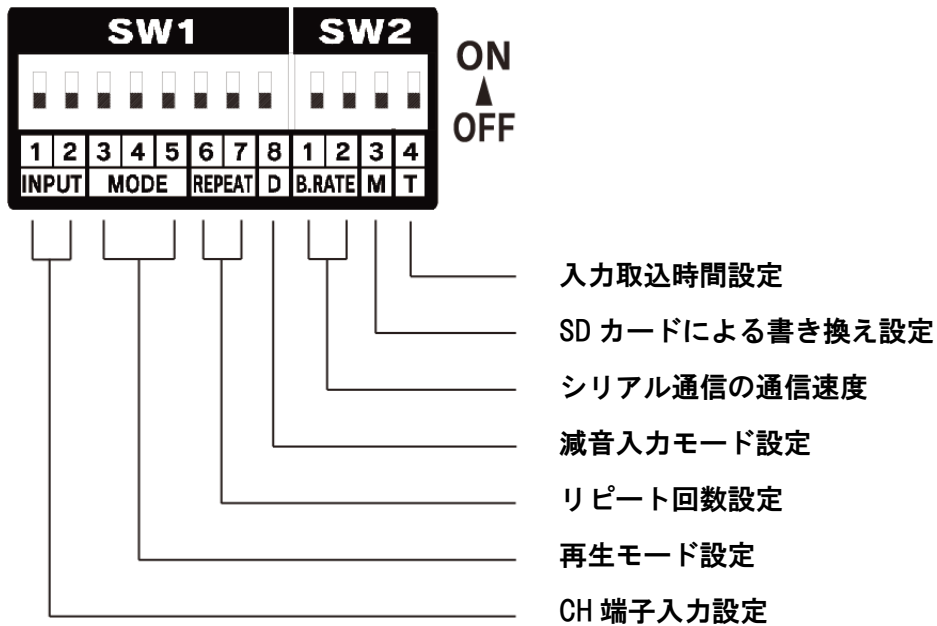 SW1 SW2
ON
OFF
1 2 3 4 5 6 7 8 1 2 3 4
INPUT MODE REPEAT D B.RATE M T
入力取込時間設定
SD カードによる書き換え設定
シリアル通信の通信速度
減音入力モード設定
リピート回数設定
再生モード設定
CH 端子入力設定